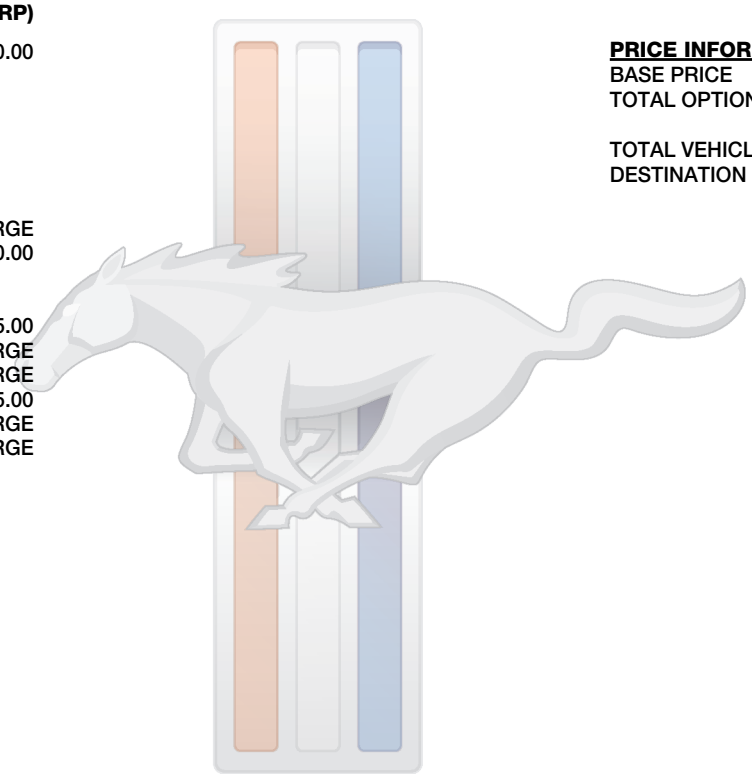 RP)
0.00
RGE
0.00
5.00
RGE
RGE
5.00
RGE
RGE
PRICE INFOR
BASE PRICE
TOTAL OPTION
TOTAL VEHICL
DESTINATION